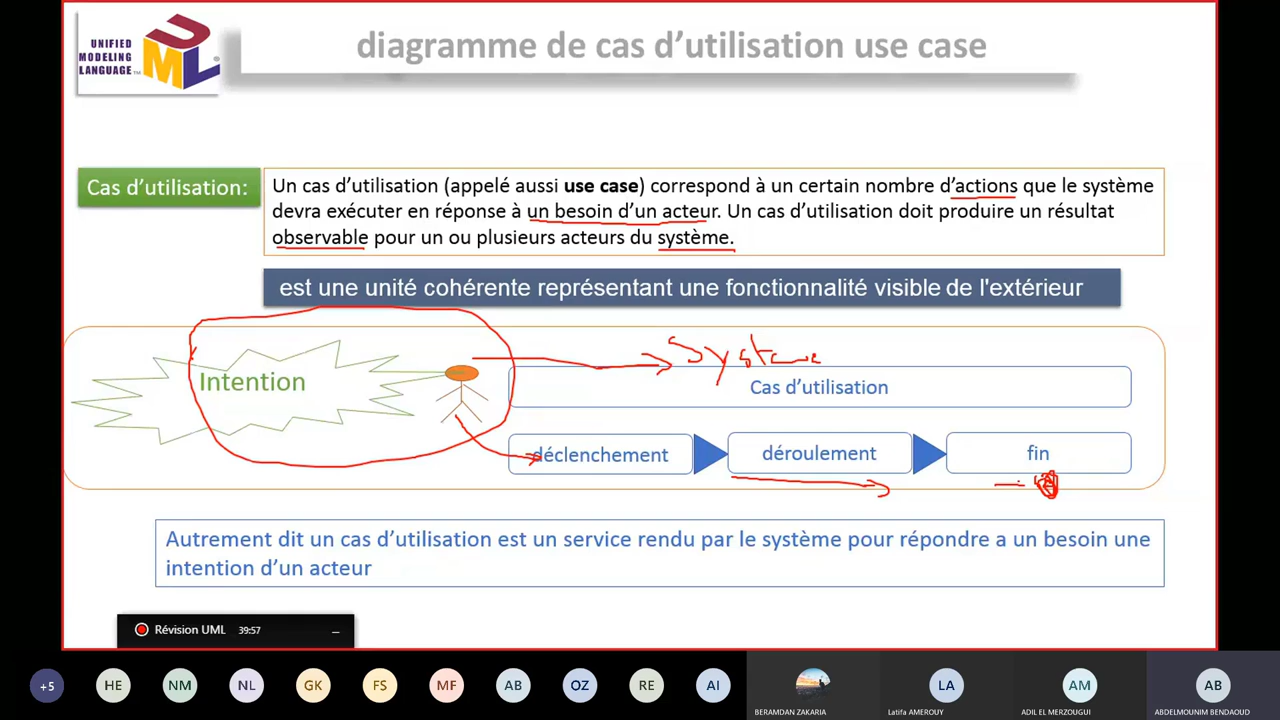 UNIFIED
MODELING
LANGUAGE™
UML
diagramme de cas d’utilisation use case
Cas d’utilisation:
Un cas d’utilisation (appelé aussi use case) correspond à un certain nombre d’actions que le système
devra exécuter en réponse à un besoin d’un acteur. Un cas d’utilisation doit produire un résultat
observable pour un ou plusieurs acteurs du système.
est une unité cohérente représentant une fonctionnalité visible de l'extérieur
Intention
Système
Cas d’utilisation
déclenchement
déroulement
fin
Autrement dit un cas d’utilisation est un service rendu par le système pour répondre a un besoin une
intention d’un acteur
Révision UML 39:57
+5 HE NM NL GK FS MF AB OZ RE AI LA AM AB
BERAMDAN ZAKARIA Latifa AMEROUY ADIL EL MERZOUGUI ABDELMOUNIM BENDAOUD